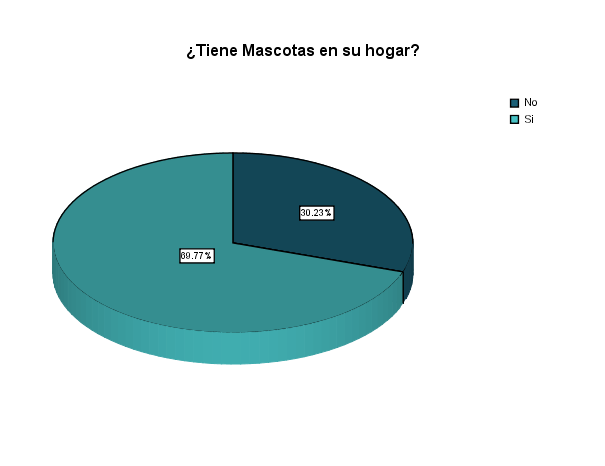 ¿Tiene Mascotas en su hogar?
No
Si
30.23%
69.77%